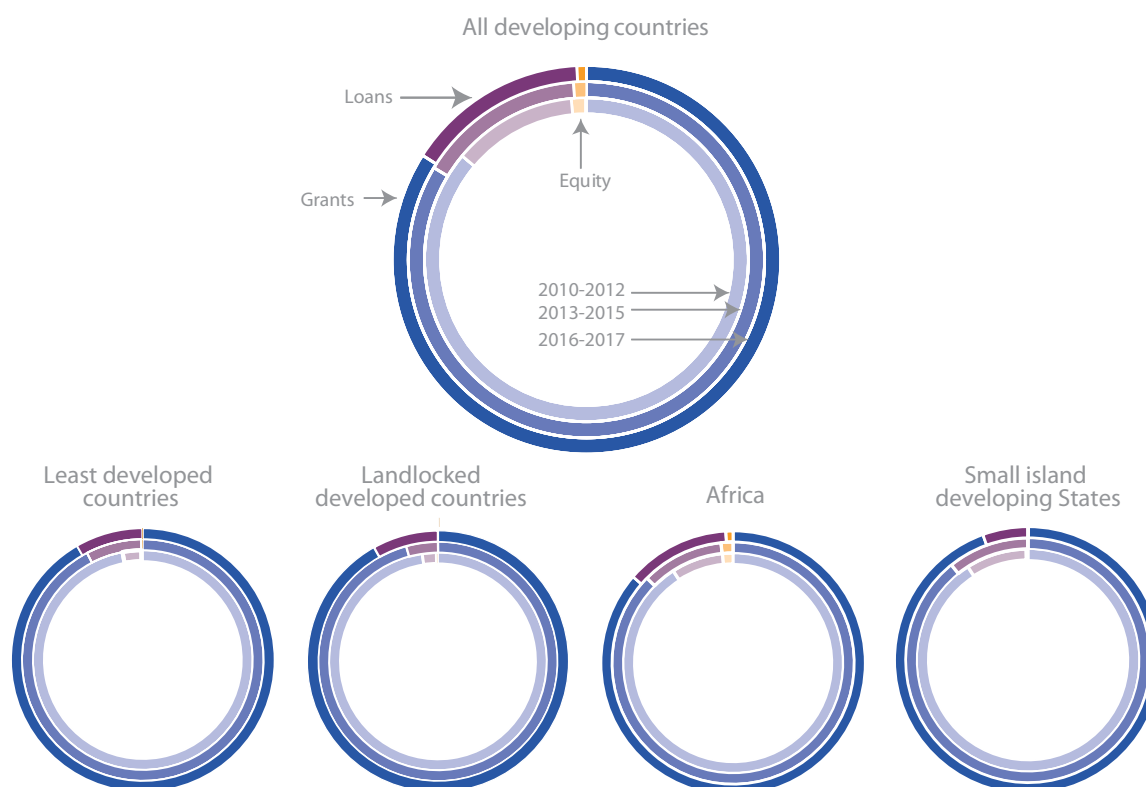 All developing countries
Loans
Grants
Equity
2010-2012
2013-2015
2016-2017
Least developed
countries
Landlocked
developed countries
Africa
Small island
developing States